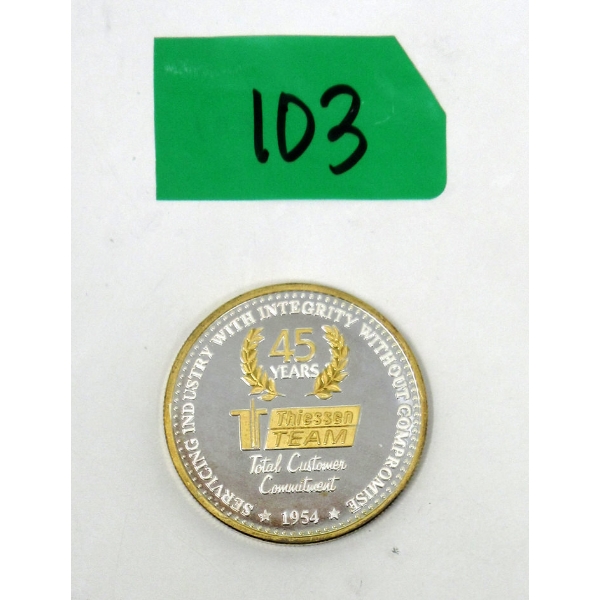 103
SERVICING INDUSTRY WITH INTEGRITY WITHOUT COMPROMISE
45
YEARS
Thiessen
TEAM
Total Customer
Commitment
★ 1954 ★